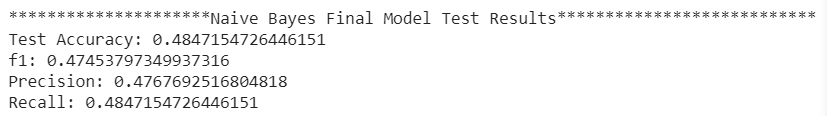 *********************Naive Bayes Final Model Test Results***************************
Test Accuracy: 0.4847154726446151
f1: 0.47453797349937316
Precision: 0.4767692516804818
Recall: 0.4847154726446151